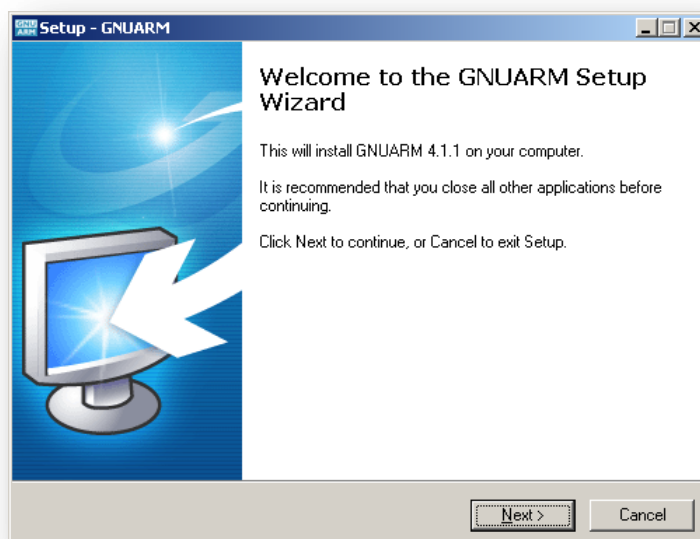 GNU ARM Setup - GNUARM
Welcome to the GNUARM Setup
Wizard
This will install GNUARM 4.1.1 on your computer.
It is recommended that you close all other applications before
continuing.
Click Next to continue, or Cancel to exit Setup.
Next > Cancel